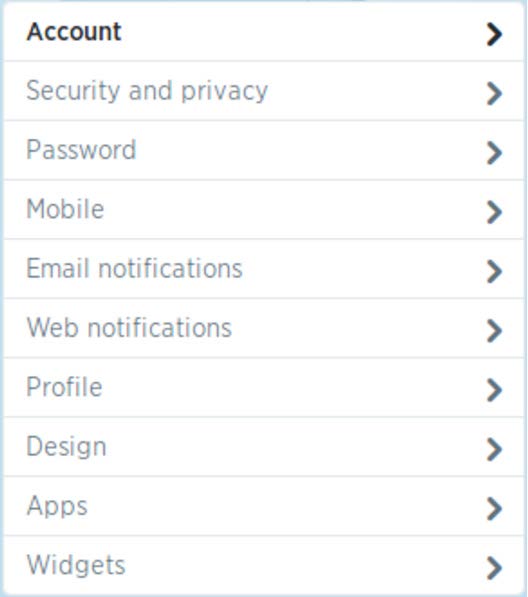 Account
Security and privacy
Password
Mobile
Email notifications
Web notifications
Profile
Design
Apps
Widgets